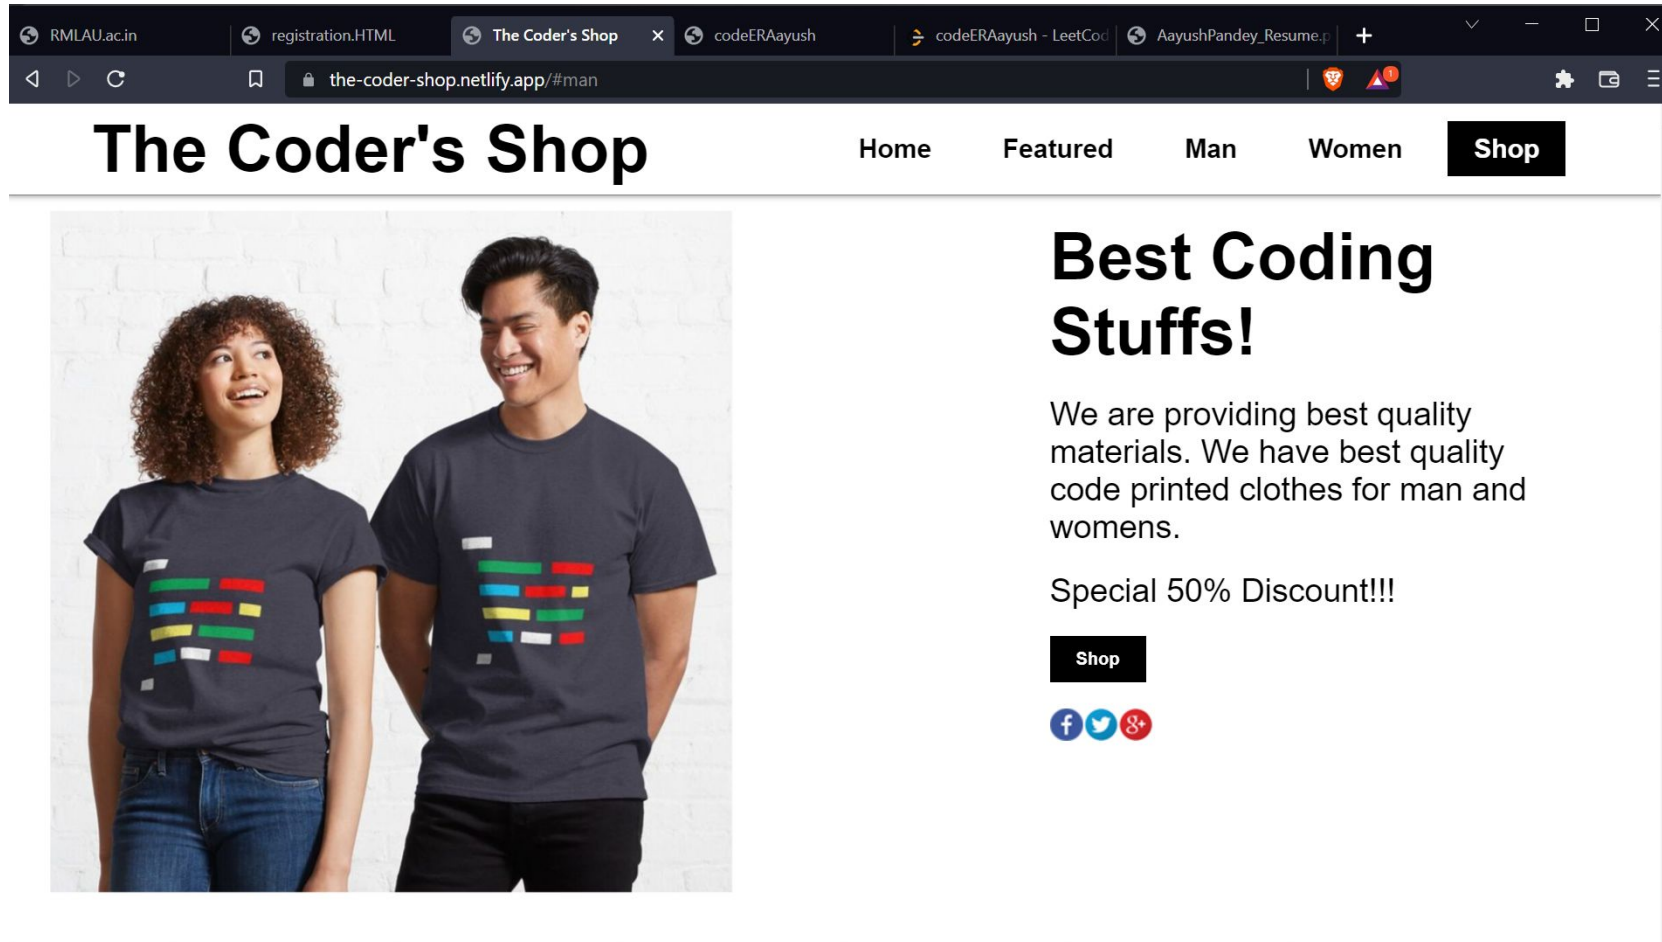 RMLAU.ac.in
registration.HTML
The Coder's Shop
codeERAayush
codeERAayush - LeetCod
AayushPandey_Resume.p
the-coder-shop.netlify.app/#man
1
The Coder's Shop
Home
Featured
Man
Women
Shop
Best Coding
Stuffs!
We are providing best quality
materials. We have best quality
code printed clothes for man and
womens.
Special 50% Discount!!!
Shop
f
8+